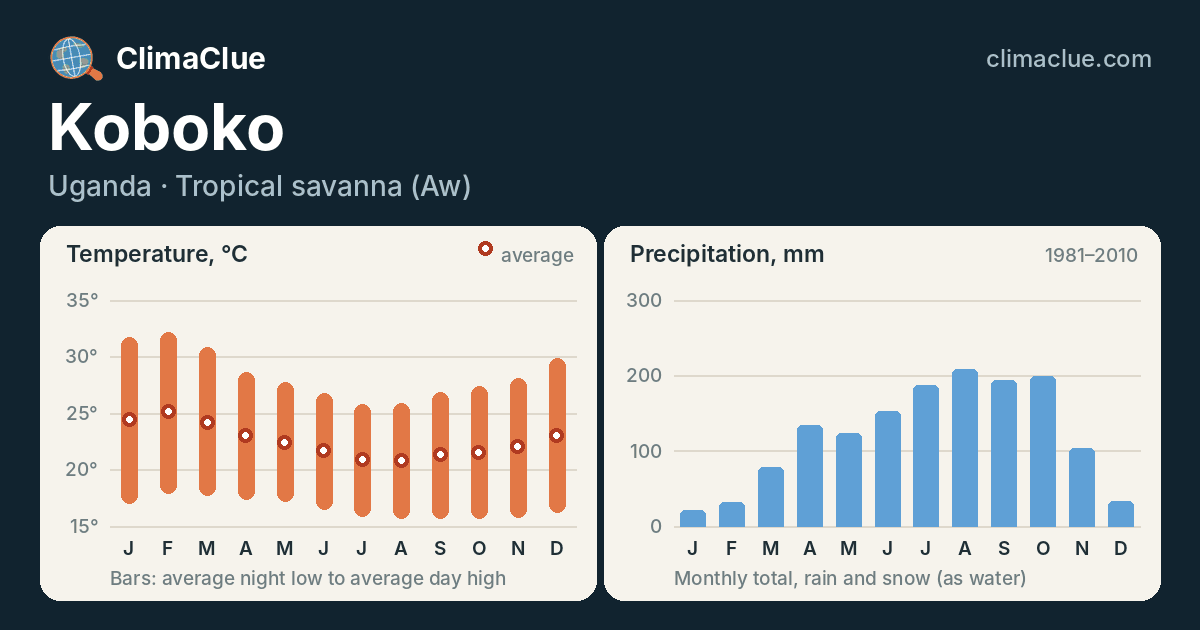 ClimaClue
climaclue.com
Koboko
Uganda · Tropical savanna (Aw)
Temperature, °C
average
35°
30°
25°
20°
15°
J F M A M J J A S O N D
Bars: average night low to average day high
Precipitation, mm
1981–2010
300
200
100
0
J F M A M J J A S O N D
Monthly total, rain and snow (as water)